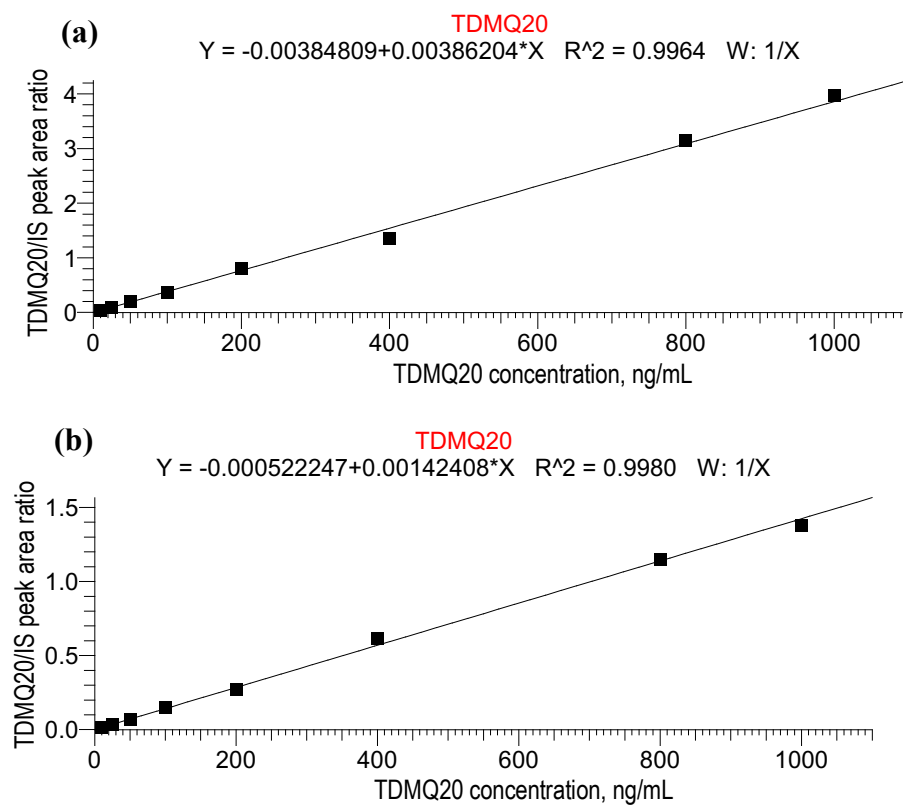 (a)
TDMQ20
Y = -0.00384809+0.00386204*X R^2 = 0.9964 W: 1/X
TDMQ20/IS peak area ratio
4
3
2
1
0
0 200 400 600 800 1000
TDMQ20 concentration, ng/mL
(b)
TDMQ20
Y = -0.000522247+0.00142408*X R^2 = 0.9980 W: 1/X
TDMQ20/IS peak area ratio
1.5
1.0
0.5
0.0
0 200 400 600 800 1000
TDMQ20 concentration, ng/mL